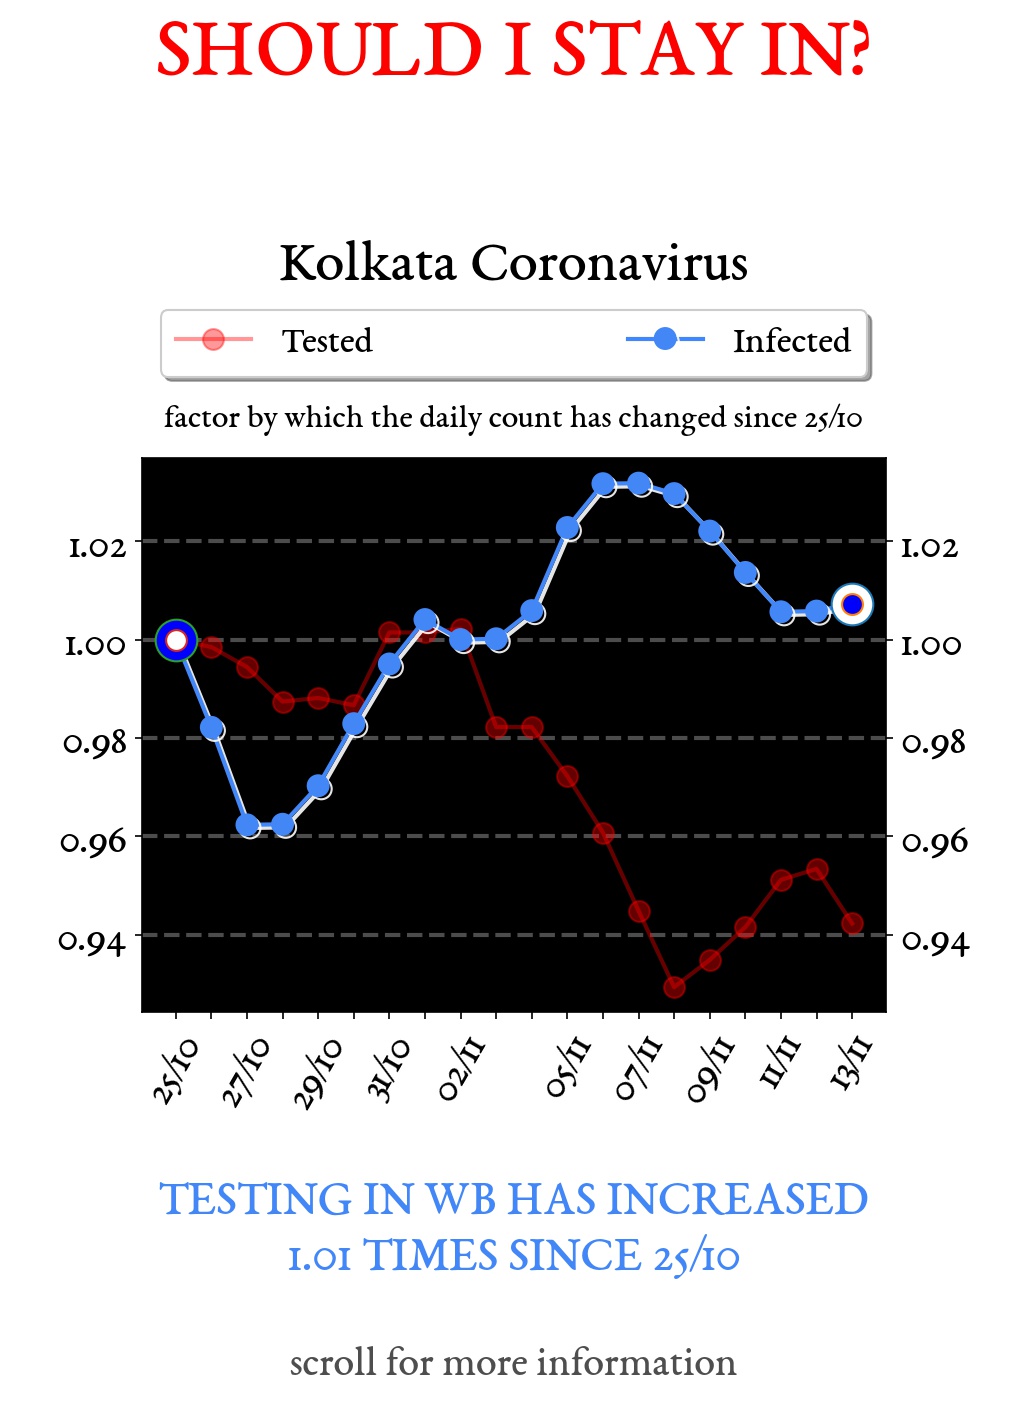 SHOULD I STAY IN?
Kolkata Coronavirus
Tested Infected
factor by which the daily count has changed since 25/10
1.02 1.02
1.00 1.00
0.98 0.98
0.96 0.96
0.94 0.94
25/10 27/10 29/10 31/10 02/11 05/11 07/11 09/11 11/11 13/11
TESTING IN WB HAS INCREASED
1.01 TIMES SINCE 25/10
scroll for more information